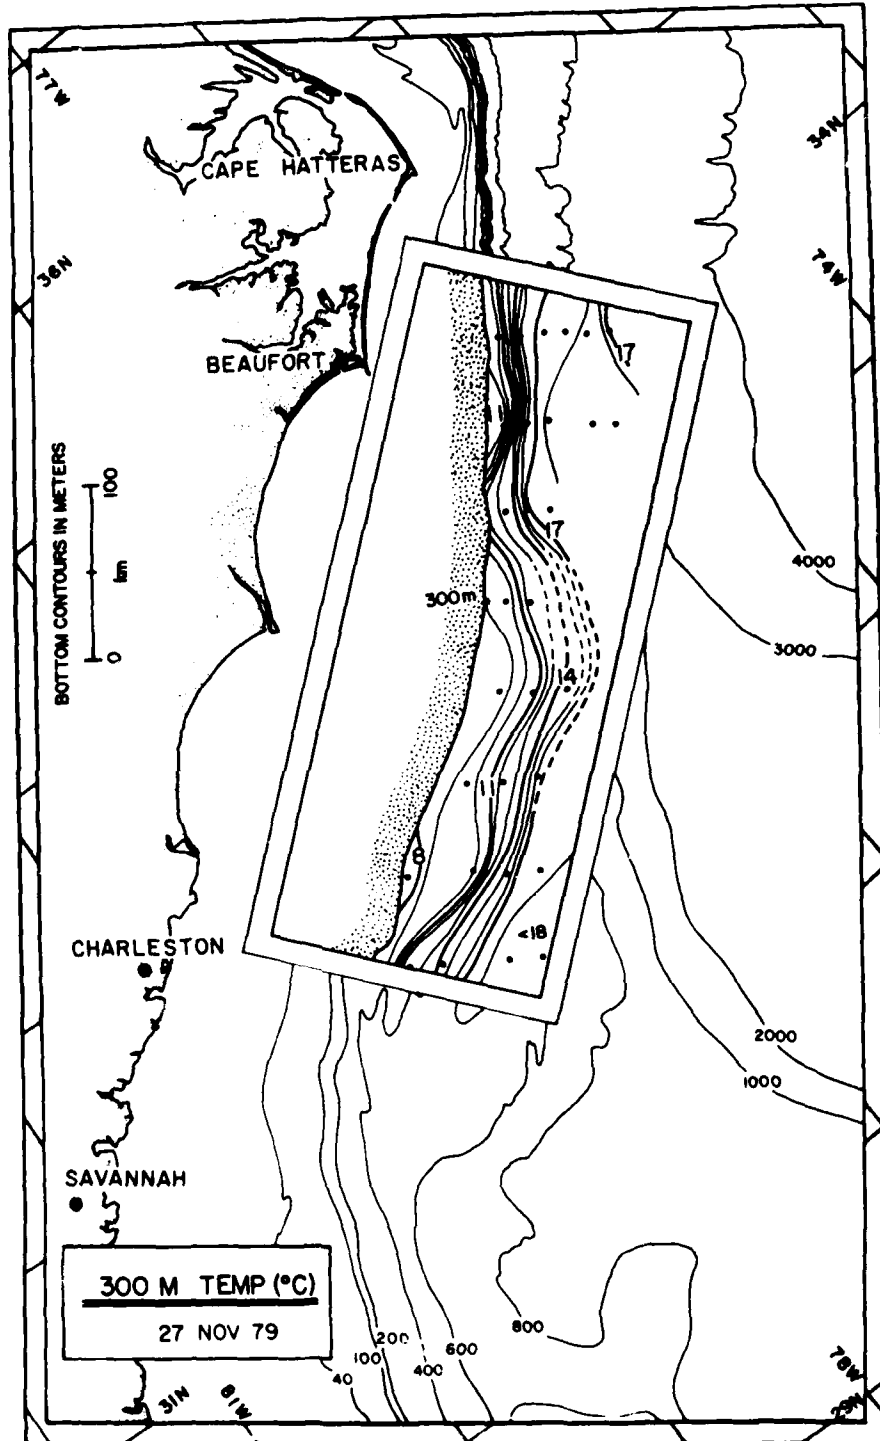 77W
34N
CAPE HATTERAS
36N
74W
BEAUFORT
17
BOTTOM CONTOURS IN METERS
100
km
0
17
4000
300m
3000
14
8
<18
CHARLESTON
2000
1000
SAVANNAH
300 M TEMP (°C)
27 NOV 79
800
200
600
100
400
40
31N
81W
78W
29N